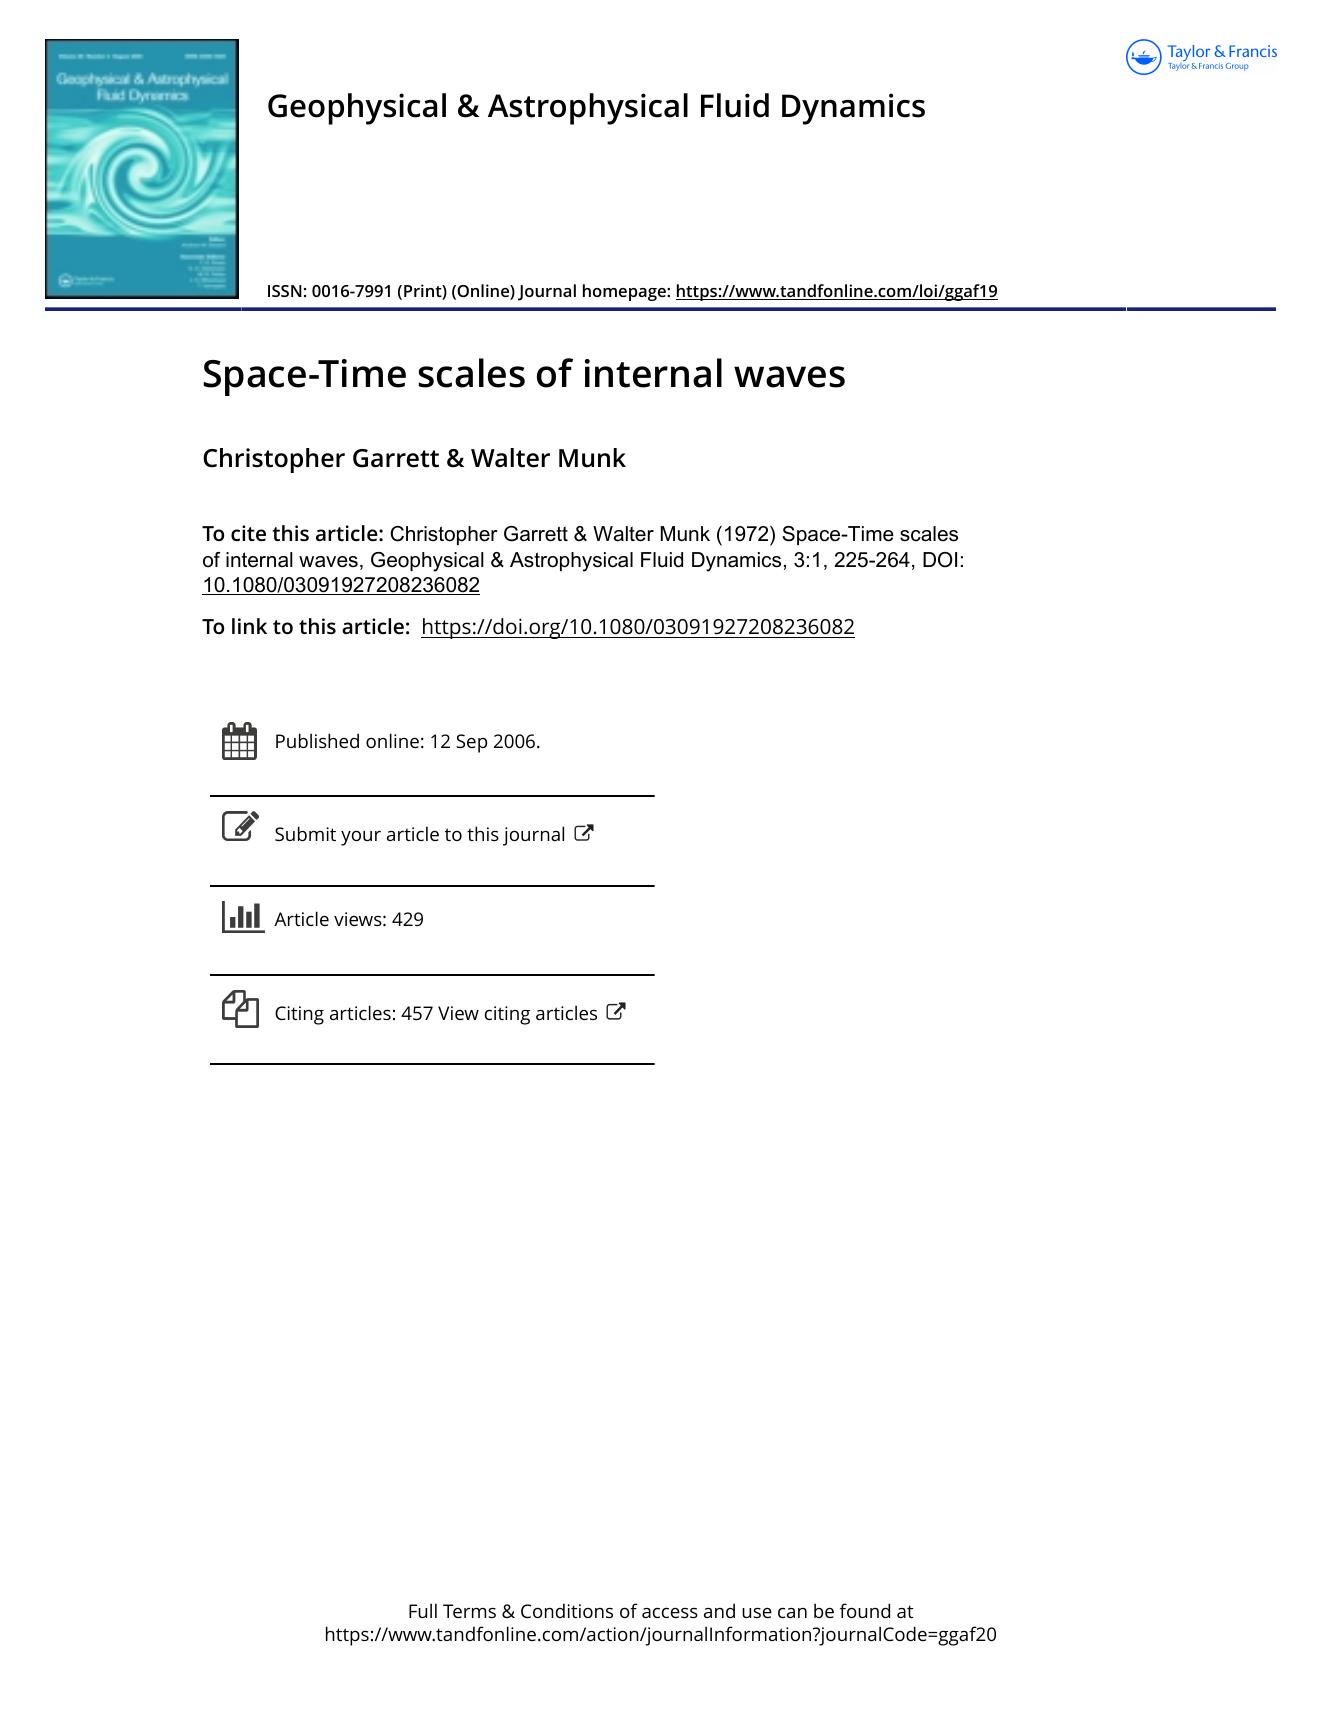 Geophysical & Astrophysical
Fluid Dynamics
Taylor & Francis
Taylor & Francis Group
Geophysical & Astrophysical Fluid Dynamics
ISSN: 0016-7991 (Print) (Online) Journal homepage: https://www.tandfonline.com/loi/ggaf19
Space-Time scales of internal waves
Christopher Garrett & Walter Munk
To cite this article: Christopher Garrett & Walter Munk (1972) Space-Time scales
of internal waves, Geophysical & Astrophysical Fluid Dynamics, 3:1, 225-264, DOI:
10.1080/03091927208236082
To link to this article: https://doi.org/10.1080/03091927208236082
Published online: 12 Sep 2006.
Submit your article to this journal
Article views: 429
Citing articles: 457 View citing articles
Full Terms & Conditions of access and use can be found at
https://www.tandfonline.com/action/journalInformation?journalCode=ggaf20